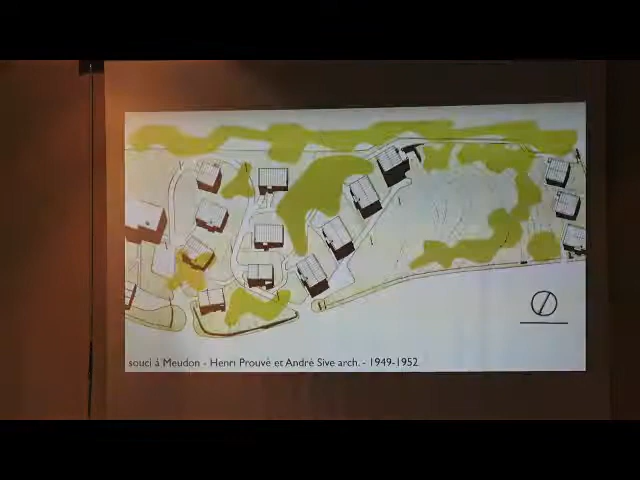 souci à Meudon - Henri Prouvé et André Sive arch. - 1949-1952